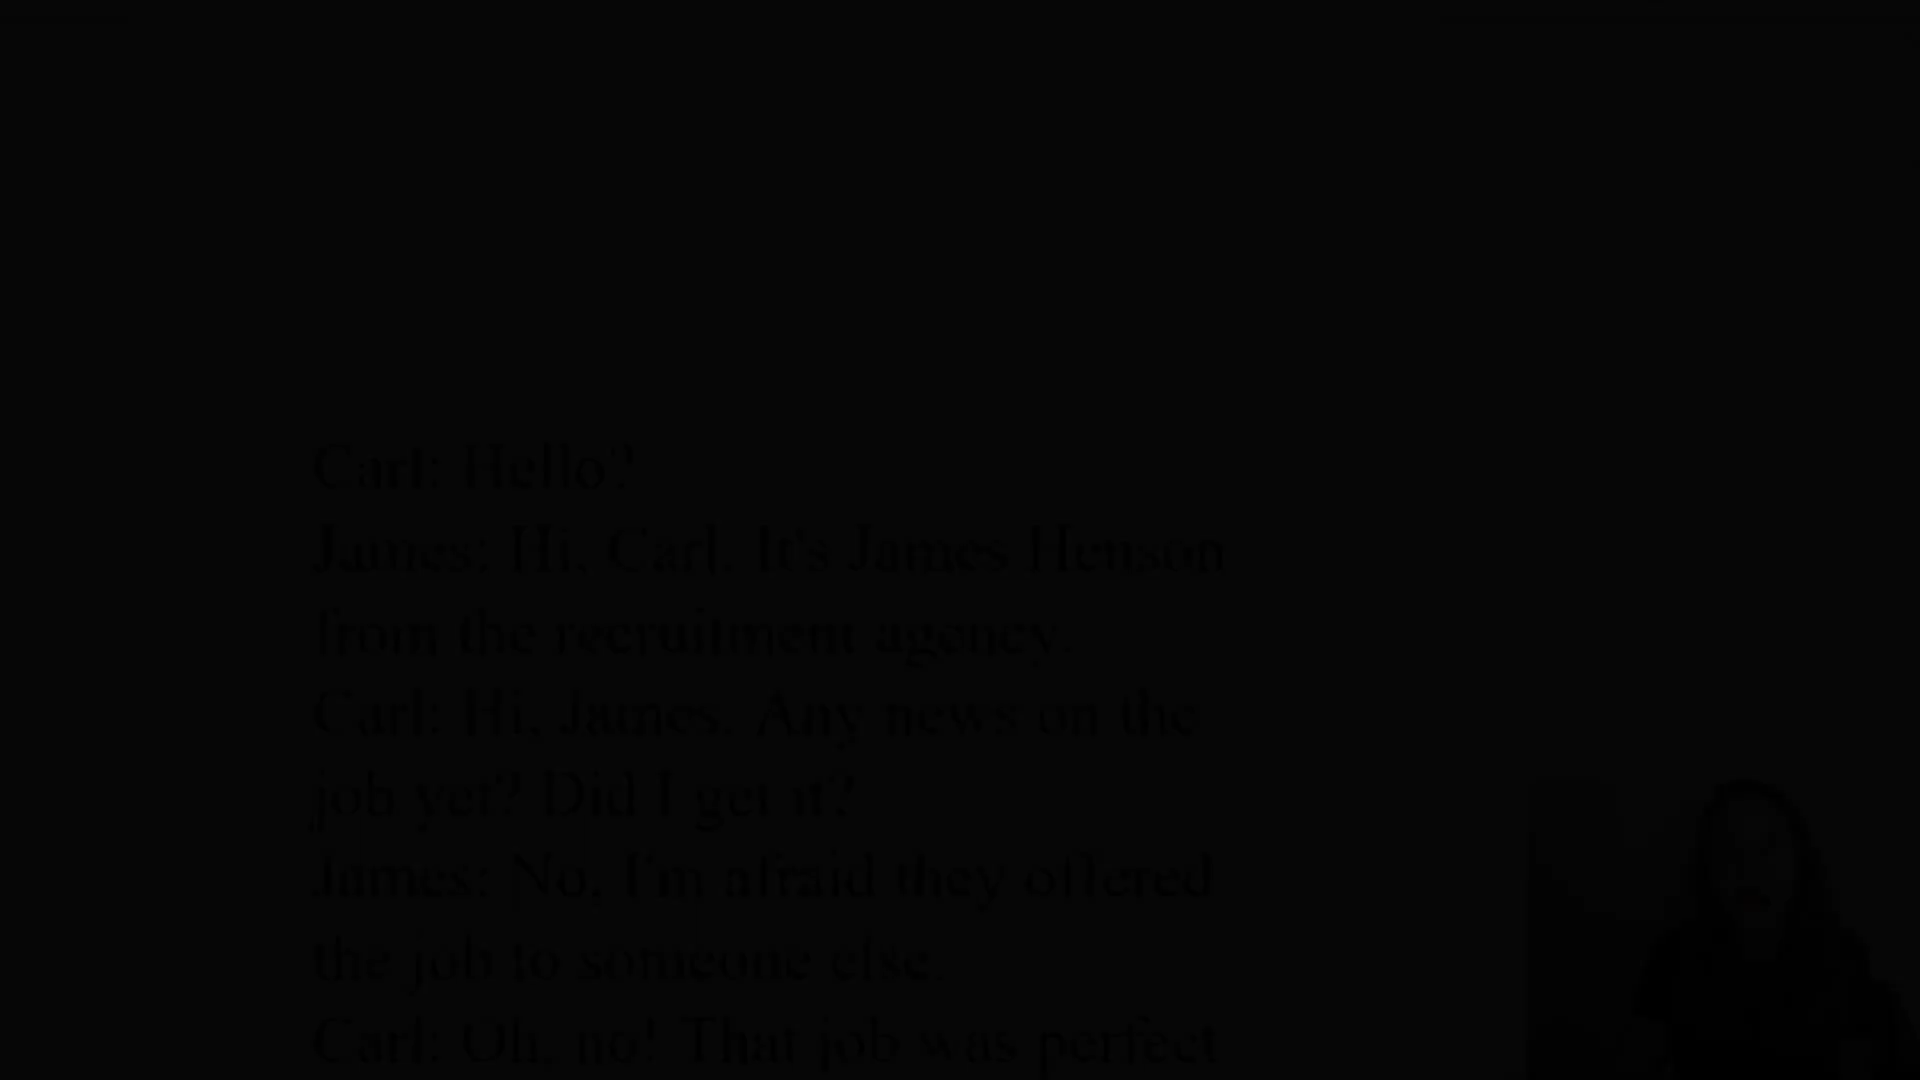 Carl: Hello?
James: Hi, Carl. It's James Henson
from the recruitment agency.
Carl: Hi, James. Any news on the
job yet? Did I get it?
James: No, I'm afraid they offered
the job to someone else.
Carl: Oh, no! That job was perfect